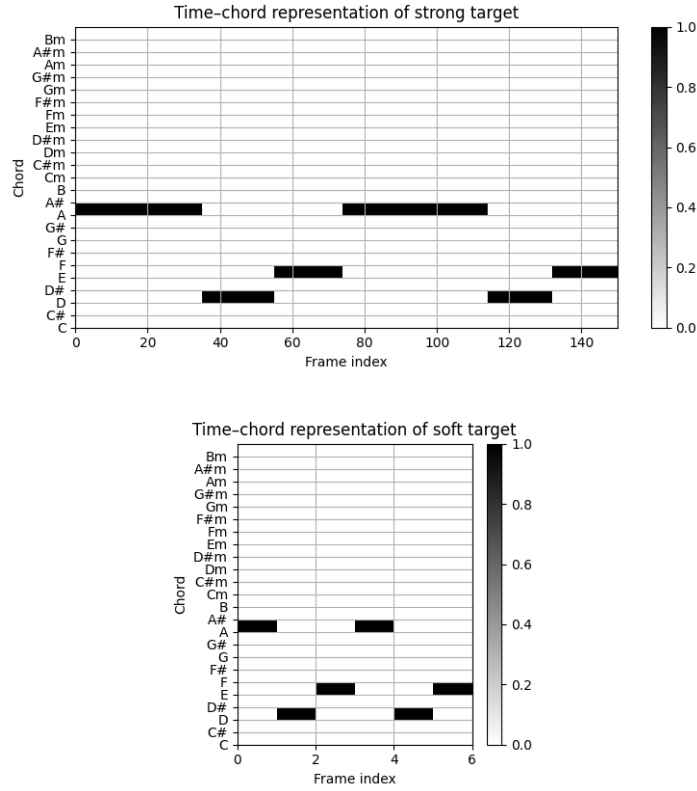 Time–chord representation of strong target
Bm
A#m
Am
G#m
Gm
F#m
Fm
Em
D#m
Dm
C#m
Cm
B
A#
A
G#
G
F#
F
E
D#
D
C#
C
Chord
0 20 40 60 80 100 120 140
Frame index
1.0
0.8
0.6
0.4
0.2
0.0
Time–chord representation of soft target
Bm
A#m
Am
G#m
Gm
F#m
Fm
Em
D#m
Dm
C#m
Cm
B
A#
A
G#
G
F#
F
E
D#
D
C#
C
Chord
0 2 4 6
Frame index
1.0
0.8
0.6
0.4
0.2
0.0